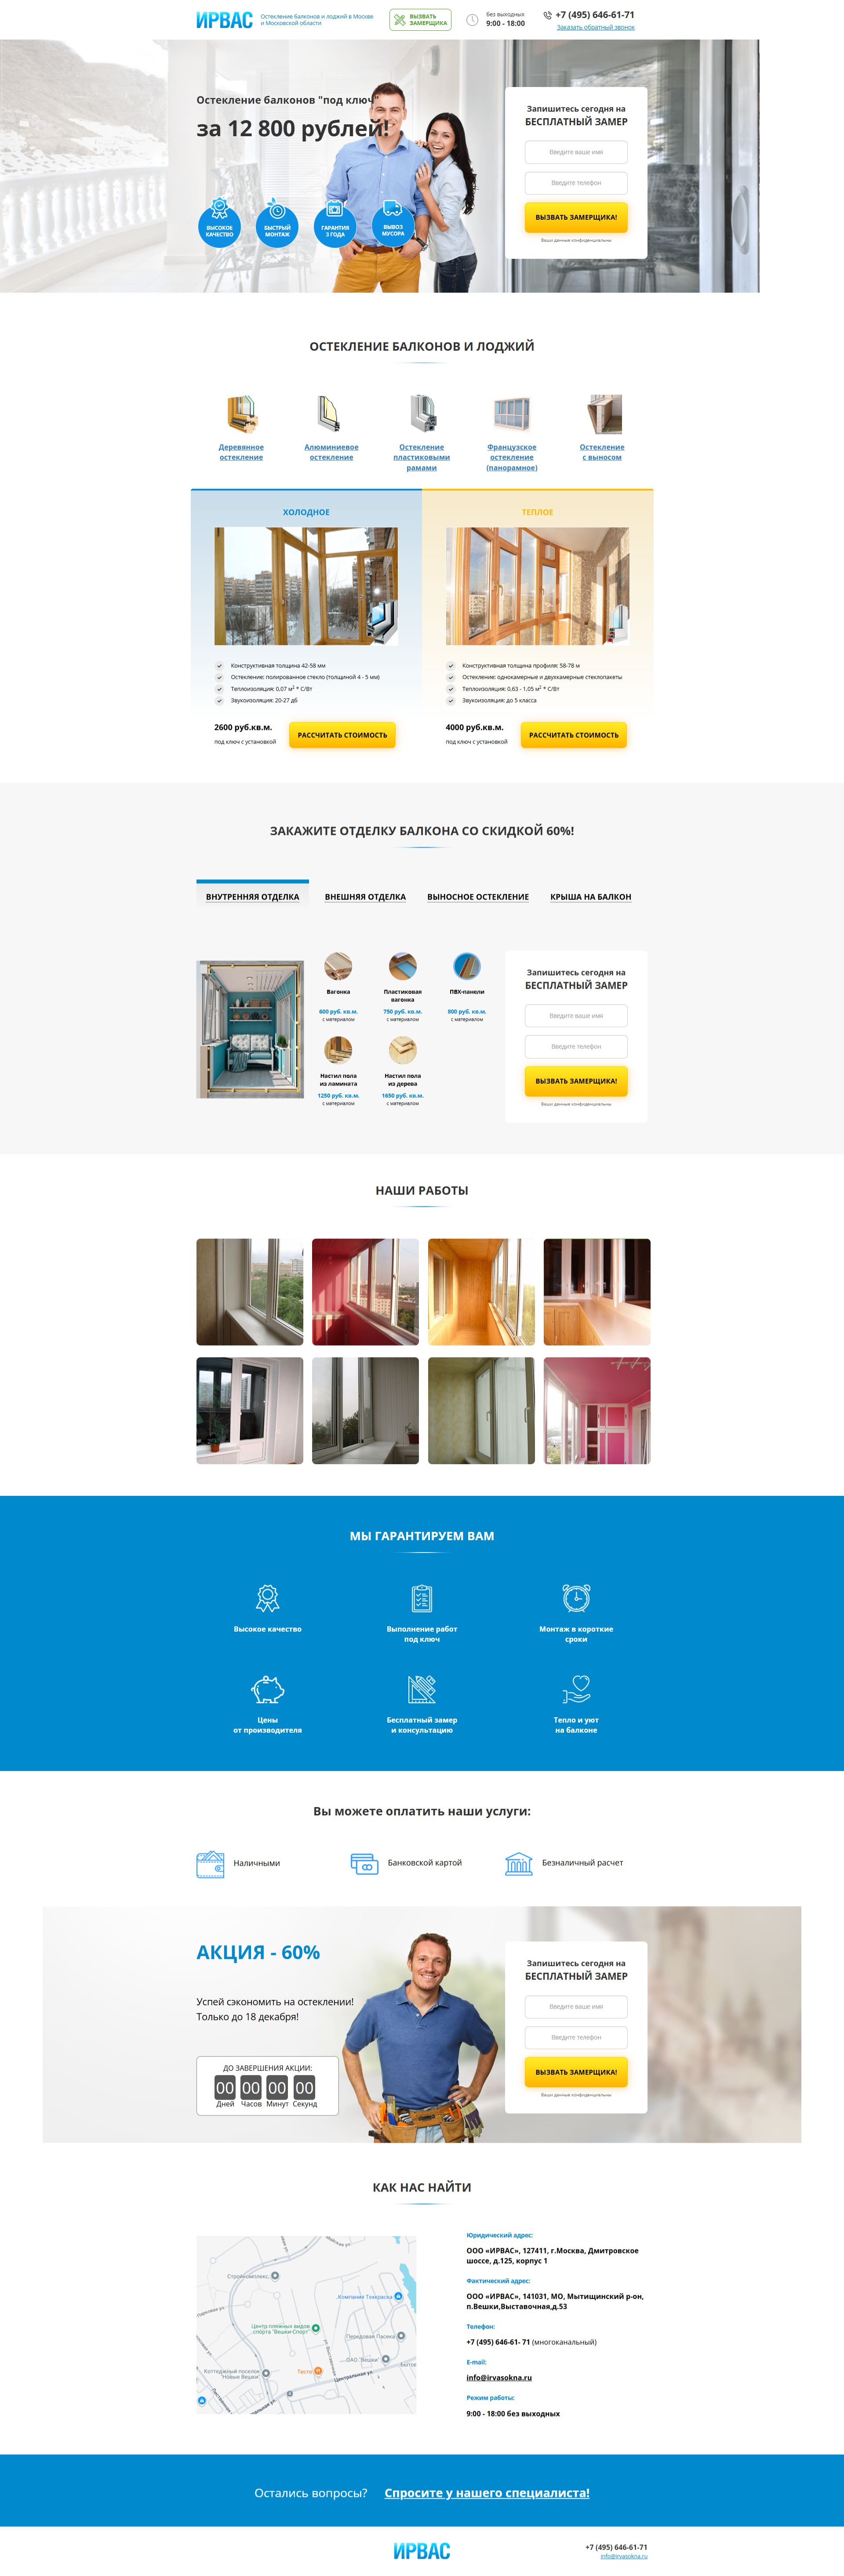 ИРВАС
Остекление Балконов и лоджий в Москве
и Московской области
ВЫЗВАТЬ
ЗАМЕРЩИКА
без выходных
9:00 - 18:00
+7 (495) 646-61-71
Заказать обратный звонок
Остекление балконов "под ключ"
за 12 800 рублей!
ВЫСОКОЕ
КАЧЕСТВО
БЫСТРЫЙ
МОНТАЖ
ГАРАНТИЯ
3 ГОДА
ВЫВОЗ
МУСОРА
Запишитесь сегодня на
БЕСПЛАТНЫЙ ЗАМЕР
Введите ваше имя
Введите телефон
ВЫЗВАТЬ ЗАМЕРЩИКА!
Ваши данные конфиденциальны
ОСТЕКЛЕНИЕ БАЛКОНОВ И ЛОДЖИЙ
Деревянное
остекление
Алюминиевое
остекление
Остекление
пластиковыми
рамами
Французское
остекление
(панорамное)
Остекление
с выносом
ХОЛОДНОЕ
Конструктивная толщина 42-58 мм
Остекление: полированное стекло (толщиной 4 - 5 мм)
Теплоизоляция: 0,07 м² * С/Вт
Звукоизоляция: 20-27 дб
2600 руб.кв.м.
под ключ с установкой
РАССЧИТАТЬ СТОИМОСТЬ
ТЕПЛОЕ
Конструктивная толщина профиля: 58-78 м
Остекление: однокамерные и двухкамерные стеклопакеты
Теплоизоляция: 0,63 - 1,05 м² * С/Вт
Звукоизоляция: до 5 класса
4000 руб.кв.м.
под ключ с установкой
РАССЧИТАТЬ СТОИМОСТЬ
ЗАКАЖИТЕ ОТДЕЛКУ БАЛКОНА СО СКИДКОЙ 60%!
ВНУТРЕННЯЯ ОТДЕЛКА
ВНЕШНЯЯ ОТДЕЛКА
ВЫНОСНОЕ ОСТЕКЛЕНИЕ
КРЫША НА БАЛКОН
Вагонка
600 руб. кв.м.
с материалом
Пластиковая
вагонка
750 руб. кв.м.
с материалом
ПВХ-панели
800 руб. кв.м.
с материалом
Настил пола
из ламината
1250 руб. кв.м.
с материалом
Настил пола
из дерева
1650 руб. кв.м.
с материалом
Запишитесь сегодня на
БЕСПЛАТНЫЙ ЗАМЕР
Введите ваше имя
Введите телефон
ВЫЗВАТЬ ЗАМЕРЩИКА!
Ваши данные конфиденциальны
НАШИ РАБОТЫ
МЫ ГАРАНТИРУЕМ ВАМ
Высокое качество
Выполнение работ
под ключ
Монтаж в короткие
сроки
Цены
от производителя
Бесплатный замер
и консультацию
Тепло и уют
на балконе
Вы можете оплатить наши услуги:
Наличными
Банковской картой
Безналичный расчет
АКЦИЯ - 60%
Успей сэкономить на остеклении!
Только до 18 декабря!
ДО ЗАВЕРШЕНИЯ АКЦИИ:
00 00 00 00
Дней Часов Минут Секунд
Запишитесь сегодня на
БЕСПЛАТНЫЙ ЗАМЕР
Введите ваше имя
Введите телефон
ВЫЗВАТЬ ЗАМЕРЩИКА!
Ваши данные конфиденциальны
КАК НАС НАЙТИ
Стройкомплекс
Компания Теккраска
Центр пляжных видов
спорта "Вешки-Спорт"
Передовая Пасека
ОАО "Вешки"
Коттеджный поселок
"Новые Вешки"
Тесто
Центральная ул.
Юридический адрес:
ООО «ИРВАС», 127411, г.Москва, Дмитровское
шоссе, д.125, корпус 1
Фактический адрес:
ООО «ИРВАС», 141031, МО, Мытищинский р-он,
п.Вешки,Выставочная,д.53
Телефон:
+7 (495) 646-61- 71 (многоканальный)
E-mail:
info@irvasokna.ru
Режим работы:
9:00 - 18:00 без выходных
Остались вопросы? Спросите у нашего специалиста!
ИРВАС
+7 (495) 646-61-71
info@irvasokna.ru